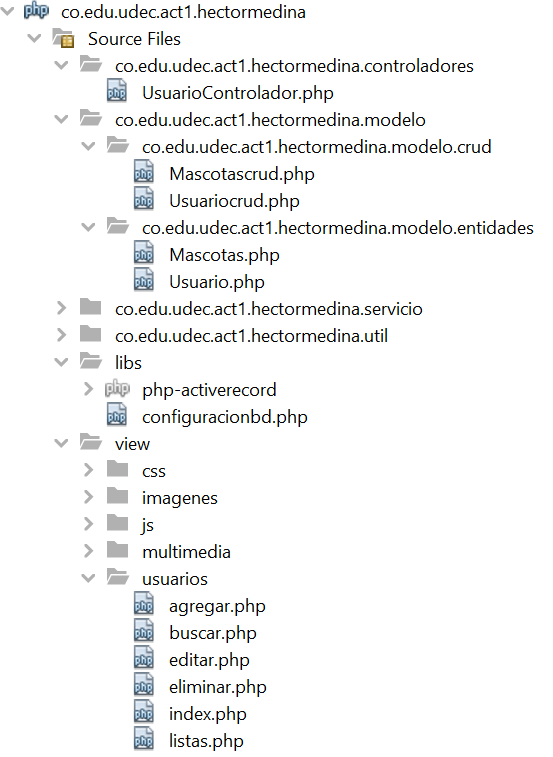 co.edu.udec.act1.hectormedina
Source Files
co.edu.udec.act1.hectormedina.controladores
UsuarioControlador.php
co.edu.udec.act1.hectormedina.modelo
co.edu.udec.act1.hectormedina.modelo.crud
Mascotascrud.php
Usuariocrud.php
co.edu.udec.act1.hectormedina.modelo.entidades
Mascotas.php
Usuario.php
co.edu.udec.act1.hectormedina.servicio
co.edu.udec.act1.hectormedina.util
libs
php-activerecord
configuracionbd.php
view
css
imagenes
js
multimedia
usuarios
agregar.php
buscar.php
editar.php
eliminar.php
index.php
listas.php